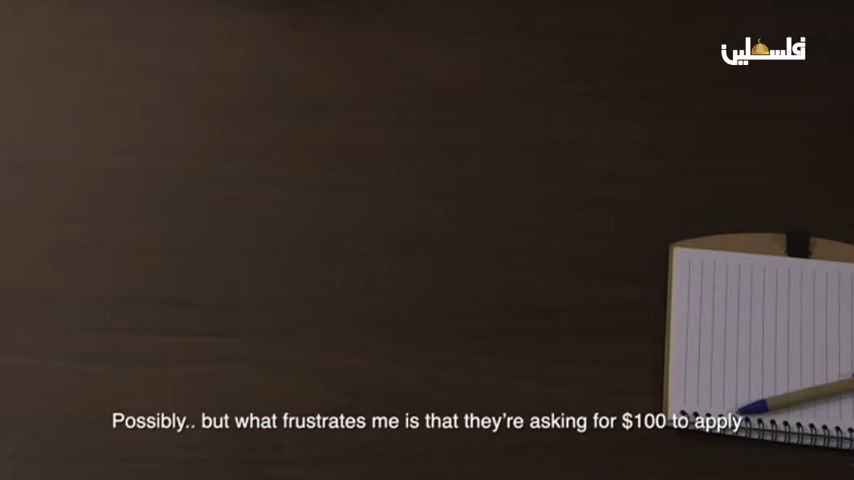 فلسطين
Possibly.. but what frustrates me is that they're asking for $100 to apply